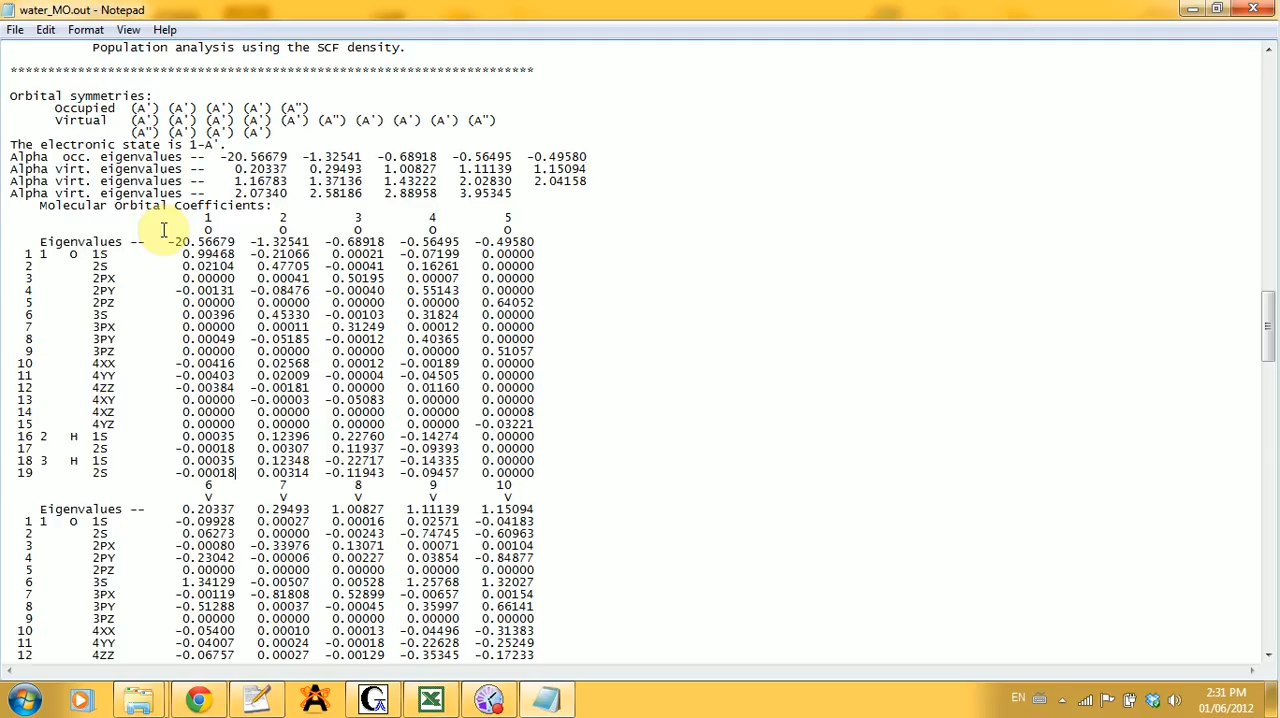 water_MO.out - Notepad
File Edit Format View Help
Population analysis using the SCF density.
**********************************************************************
Orbital symmetries:
Occupied (A') (A') (A') (A') (A")
Virtual (A') (A') (A') (A') (A') (A") (A') (A') (A') (A")
(A") (A') (A') (A')
The electronic state is 1-A'.
Alpha occ. eigenvalues -- -20.56679 -1.32541 -0.68918 -0.56495 -0.49580
Alpha virt. eigenvalues -- 0.20337 0.29493 1.00827 1.11139 1.15094
Alpha virt. eigenvalues -- 1.16783 1.37136 1.43222 2.02830 2.04158
Alpha virt. eigenvalues -- 2.07340 2.58186 2.88958 3.95345
Molecular Orbital Coefficients:
1 2 3 4 5
O O O O O
Eigenvalues -- -20.56679 -1.32541 -0.68918 -0.56495 -0.49580
1 1 O 1S 0.99468 -0.21066 0.00021 -0.07199 0.00000
2 2S 0.02104 0.47705 -0.00041 0.16261 0.00000
3 2PX 0.00000 0.00041 0.50195 0.00007 0.00000
4 2PY -0.00131 -0.08476 -0.00040 0.55143 0.00000
5 2PZ 0.00000 0.00000 0.00000 0.00000 0.64052
6 3S 0.00396 0.45330 -0.00103 0.31824 0.00000
7 3PX 0.00000 0.00011 0.31249 0.00012 0.00000
8 3PY 0.00049 -0.05185 -0.00012 0.40365 0.00000
9 3PZ 0.00000 0.00000 0.00000 0.00000 0.51057
10 4XX -0.00416 0.02568 0.00012 -0.00189 0.00000
11 4YY -0.00403 0.02009 -0.00004 -0.04505 0.00000
12 4ZZ -0.00384 -0.00181 0.00000 0.01160 0.00000
13 4XY 0.00000 -0.00003 -0.05083 0.00000 0.00000
14 4XZ 0.00000 0.00000 0.00000 0.00000 0.00008
15 4YZ 0.00000 0.00000 0.00000 0.00000 -0.03221
16 2 H 1S 0.00035 0.12396 0.22760 -0.14274 0.00000
17 2S -0.00018 0.00307 0.11937 -0.09393 0.00000
18 3 H 1S 0.00035 0.12348 -0.22717 -0.14335 0.00000
19 2S -0.00018 0.00314 -0.11943 -0.09457 0.00000
6 7 8 9 10
V V V V V
Eigenvalues -- 0.20337 0.29493 1.00827 1.11139 1.15094
1 1 O 1S -0.09928 0.00027 0.00016 0.02571 -0.04183
2 2S 0.06273 0.00000 -0.00243 -0.74745 -0.60963
3 2PX -0.00080 -0.33976 0.13071 0.00071 0.00104
4 2PY -0.23042 -0.00006 0.00227 0.03854 -0.84877
5 2PZ 0.00000 0.00000 0.00000 0.00000 0.00000
6 3S 1.34129 -0.00507 0.00528 1.25768 1.32027
7 3PX -0.00119 -0.81808 0.52899 -0.00657 0.00154
8 3PY -0.51288 0.00037 -0.00045 0.35997 0.66141
9 3PZ 0.00000 0.00000 0.00000 0.00000 0.00000
10 4XX -0.05400 0.00010 0.00013 -0.04496 -0.31383
11 4YY -0.04007 0.00024 -0.00018 -0.22628 -0.25249
12 4ZZ -0.06757 0.00027 -0.00129 -0.35345 -0.17233
EN
2:31 PM
01/06/2012